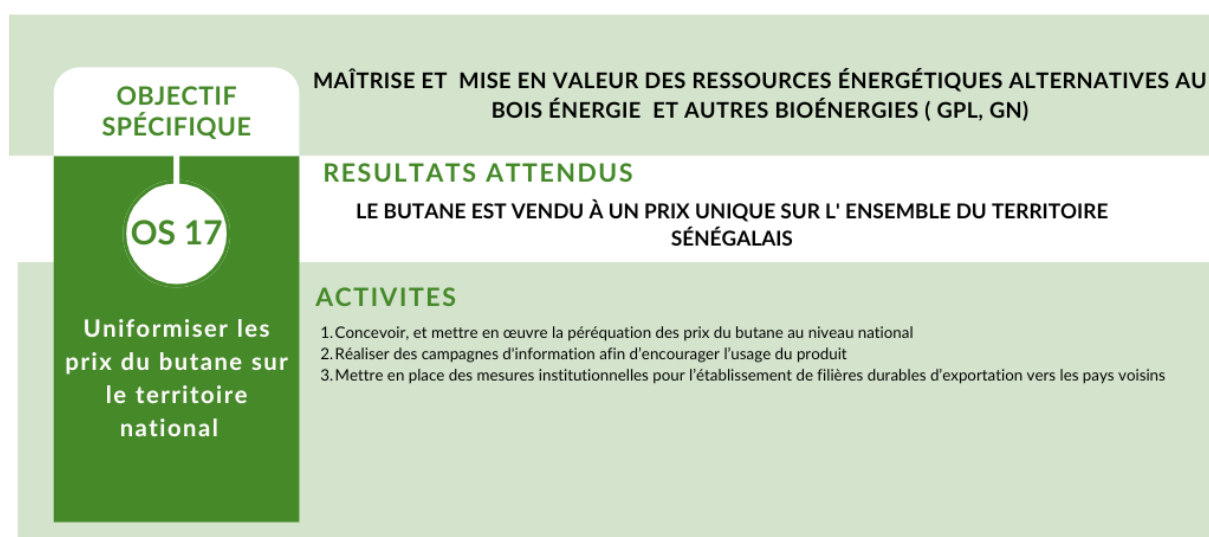 OBJECTIF
SPÉCIFIQUE
MAÎTRISE ET MISE EN VALEUR DES RESSOURCES ÉNERGÉTIQUES ALTERNATIVES AU
BOIS ÉNERGIE ET AUTRES BIOÉNERGIES ( GPL, GN)
OS 17
Uniformiser les
prix du butane sur
le territoire
national
RESULTATS ATTENDUS
LE BUTANE EST VENDU À UN PRIX UNIQUE SUR L' ENSEMBLE DU TERRITOIRE
SÉNÉGALAIS
ACTIVITES
1.Concevoir, et mettre en œuvre la péréquation des prix du butane au niveau national
2.Réaliser des campagnes d'information afin d’encourager l’usage du produit
3.Mettre en place des mesures institutionnelles pour l’établissement de filières durables d’exportation vers les pays voisins